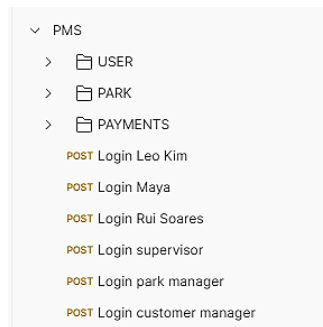 PMS
USER
PARK
PAYMENTS
POST Login Leo Kim
POST Login Maya
POST Login Rui Soares
POST Login supervisor
POST Login park manager
POST Login customer manager